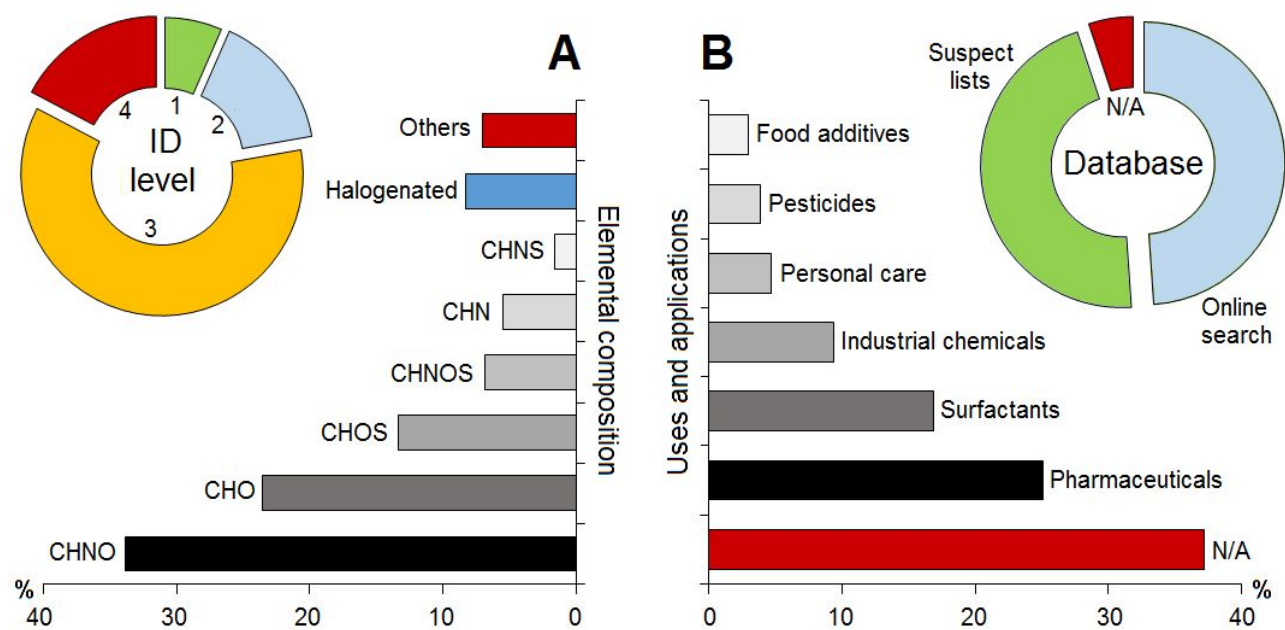 A
1
2
3
4
ID
level
Others
Halogenated
CHNS
CHN
CHNOS
CHOS
CHO
CHNO
Elemental composition
%
40
30
20
10
0
B
Suspect
lists
N/A
Database
Online
search
Food additives
Pesticides
Personal care
Industrial chemicals
Surfactants
Pharmaceuticals
N/A
Uses and applications
0
10
20
30
40
%